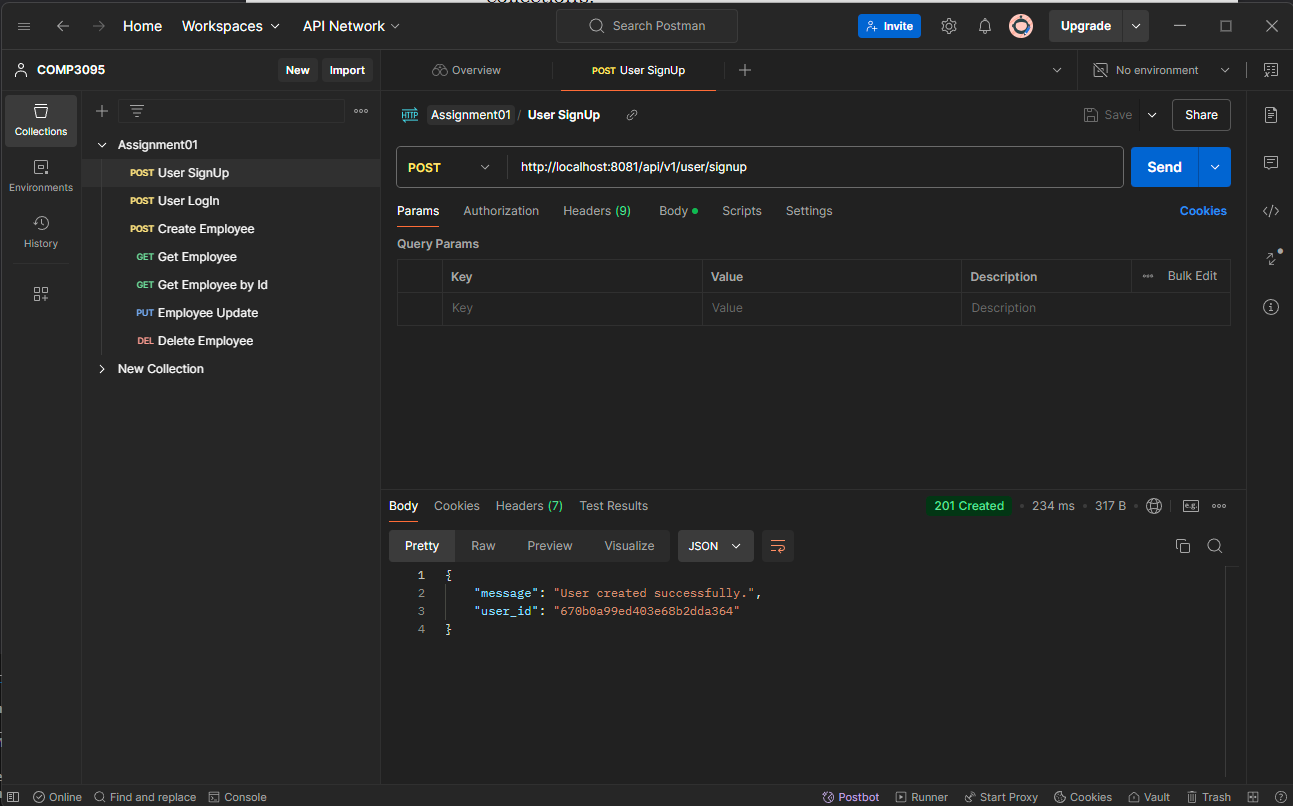 collections.
Home Workspaces API Network Search Postman Invite Upgrade
COMP3095 New Import Overview POST User SignUp No environment
Collections
Environments
History
Assignment01
POST User SignUp
POST User LogIn
POST Create Employee
GET Get Employee
GET Get Employee by Id
PUT Employee Update
DEL Delete Employee
New Collection
HTTP Assignment01 / User SignUp Save Share
POST http://localhost:8081/api/v1/user/signup Send
Params Authorization Headers (9) Body Scripts Settings Cookies
Query Params
Key Value Description Bulk Edit
Key Value Description
Body Cookies Headers (7) Test Results 201 Created 234 ms 317 B e.g.
Pretty Raw Preview Visualize JSON
1 {
2 "message": "User created successfully.",
3 "user_id": "670b0a99ed403e68b2dda364"
4 }
Online Find and replace Console Postbot Runner Start Proxy Cookies Vault Trash